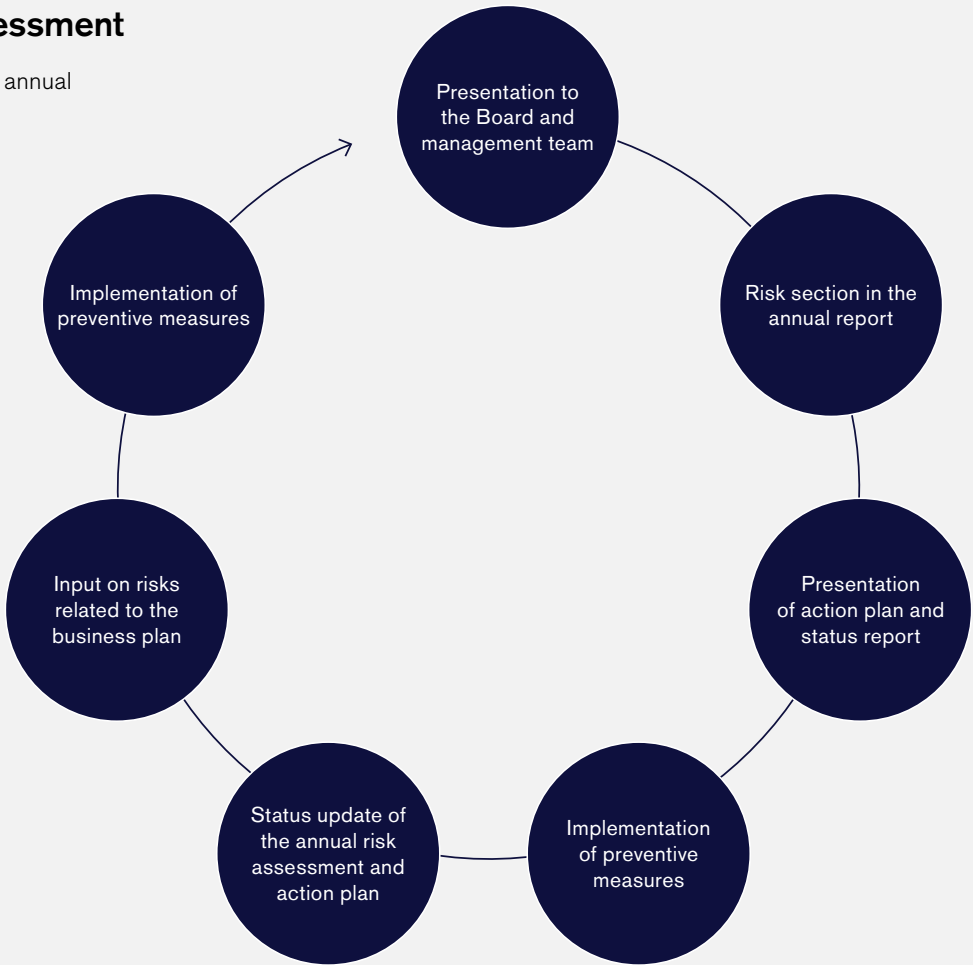 essment
annual
Presentation to
the Board and
management team
Risk section in the
annual report
Presentation
of action plan and
status report
Implementation
of preventive
measures
Status update of
the annual risk
assessment and
action plan
Input on risks
related to the
business plan
Implementation of
preventive measures